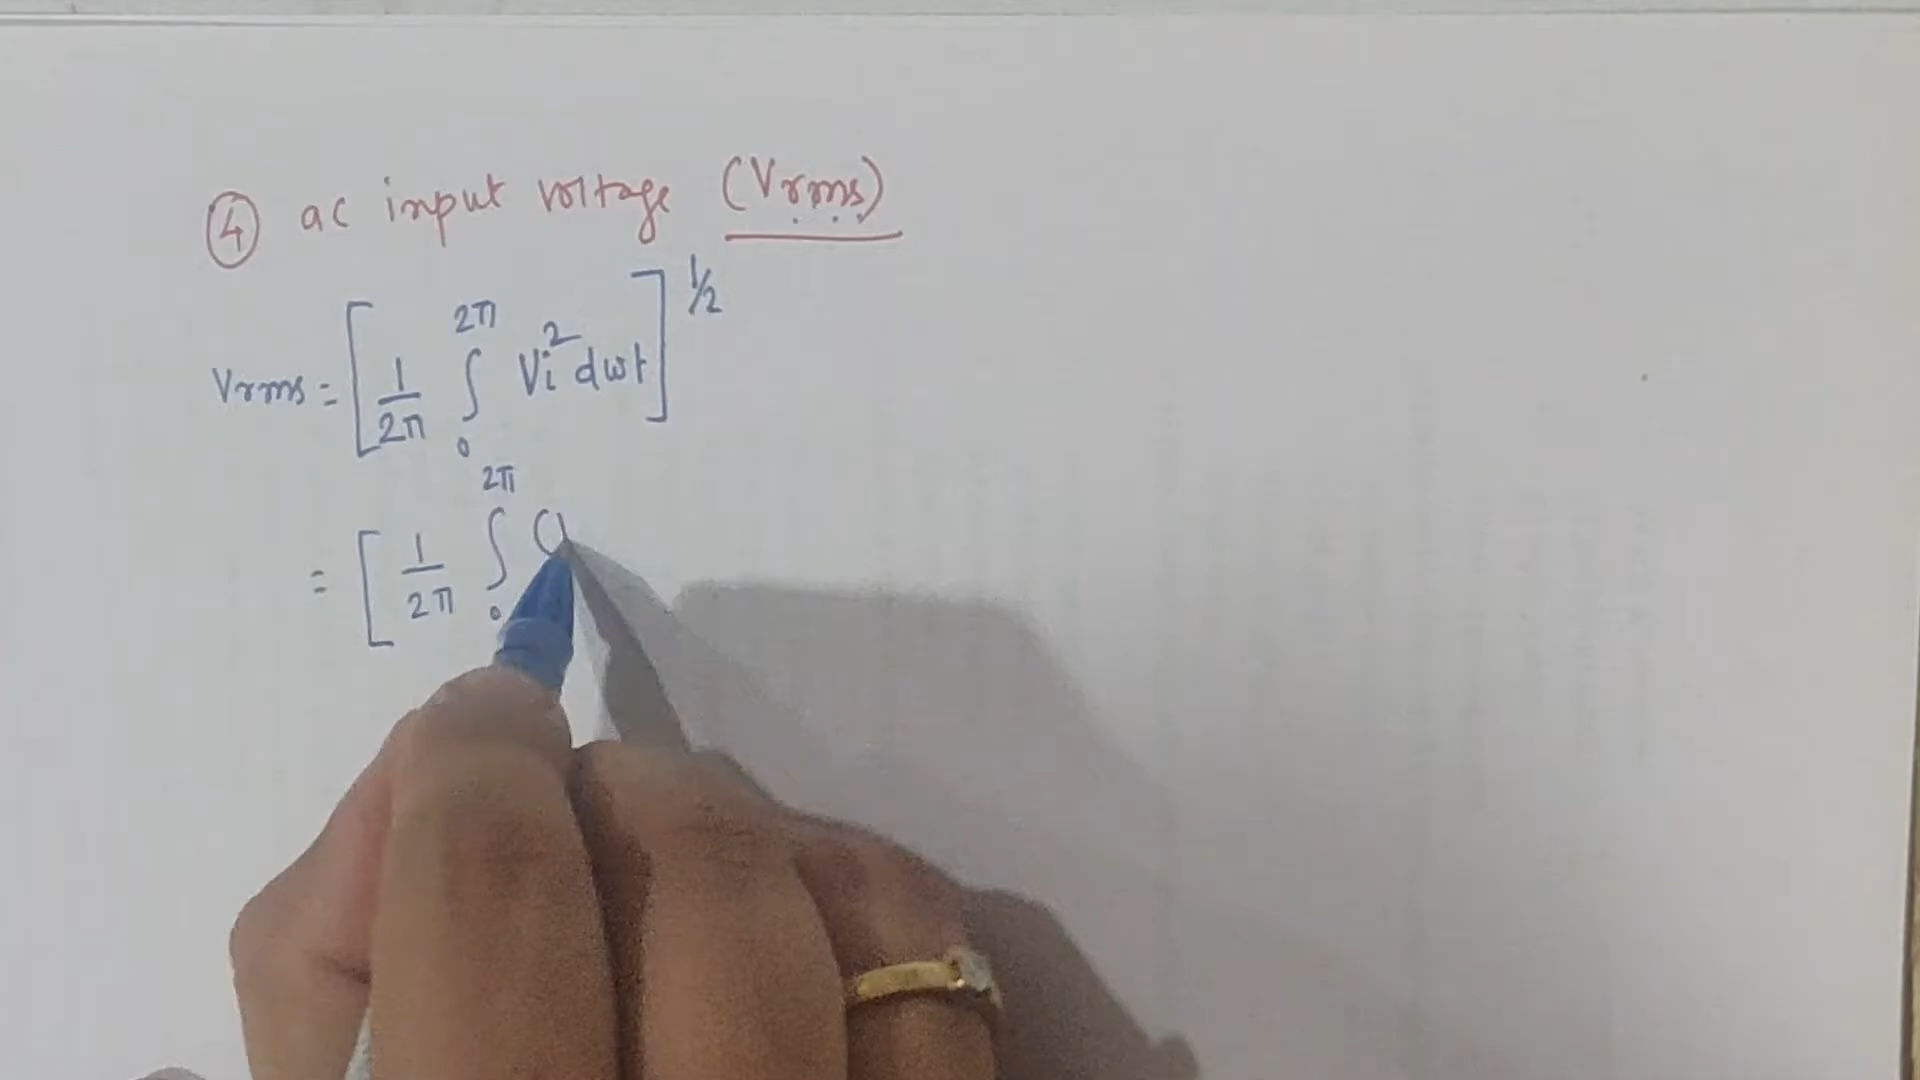 ④ ac input voltage (Vrms)
Vrms = [ 1/2π ∫₀^2π Vi² dωt ]^1/2
= [ 1/2π ∫₀^2π (